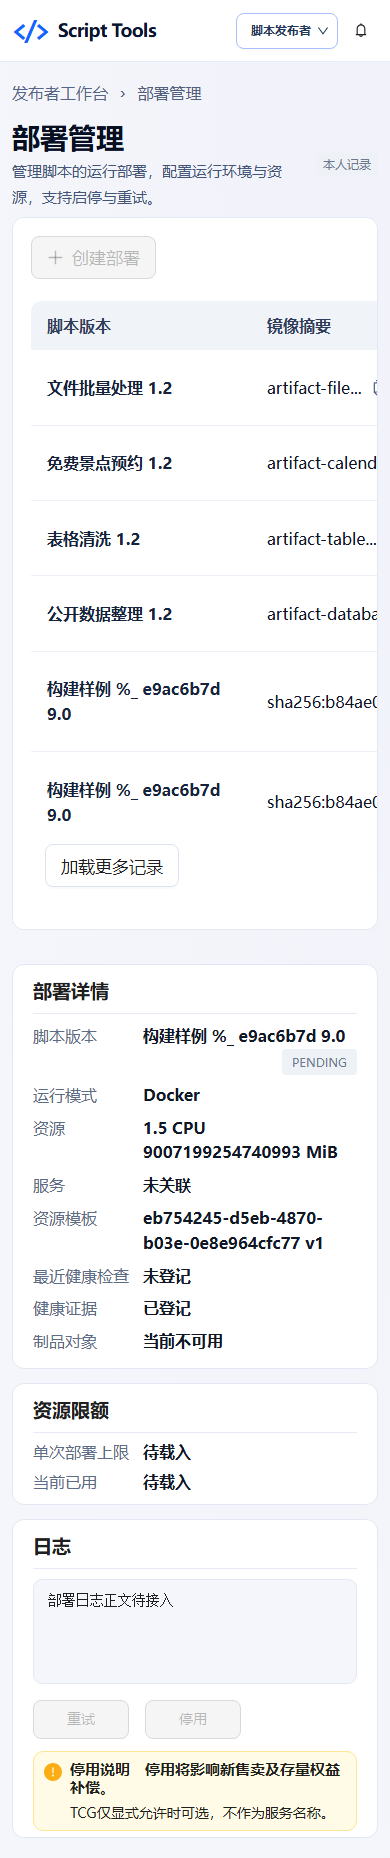 </> Script Tools
脚本发布者
发布者工作台 › 部署管理
部署管理
管理脚本的运行部署，配置运行环境与资
源，支持启停与重试。
本人记录
+ 创建部署
脚本版本 镜像摘要
文件批量处理 1.2 artifact-file...
免费景点预约 1.2 artifact-calend
表格清洗 1.2 artifact-table...
公开数据整理 1.2 artifact-databa
构建样例 %_ e9ac6b7d
9.0
sha256:b84ae0
构建样例 %_ e9ac6b7d
9.0
sha256:b84ae0
加载更多记录
部署详情
脚本版本 构建样例 %_ e9ac6b7d 9.0
PENDING
运行模式 Docker
资源 1.5 CPU
9007199254740993 MiB
服务 未关联
资源模板 eb754245-d5eb-4870-
b03e-0e8e964cfc77 v1
最近健康检查 未登记
健康证据 已登记
制品对象 当前不可用
资源限额
单次部署上限 待载入
当前已用 待载入
日志
部署日志正文待接入
重试 停用
停用说明 停用将影响新售卖及存量权益
补偿。
TCG仅显式允许时可选，不作为服务名称。